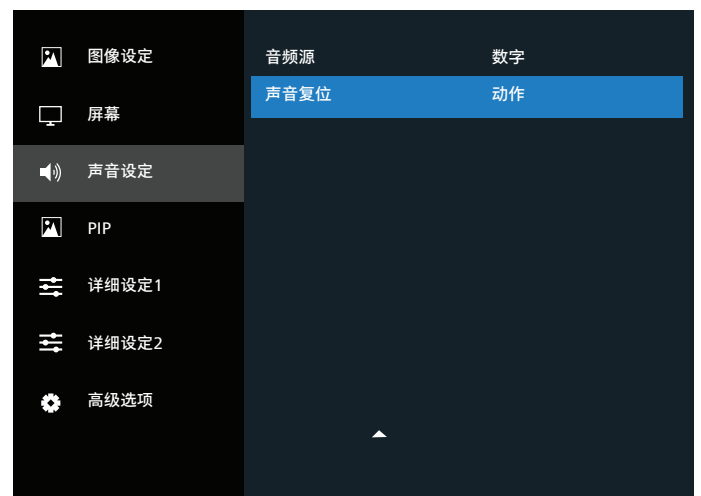 图像设定
屏幕
声音设定
PIP
详细设定1
详细设定2
高级选项
音频源 数字
声音复位 动作